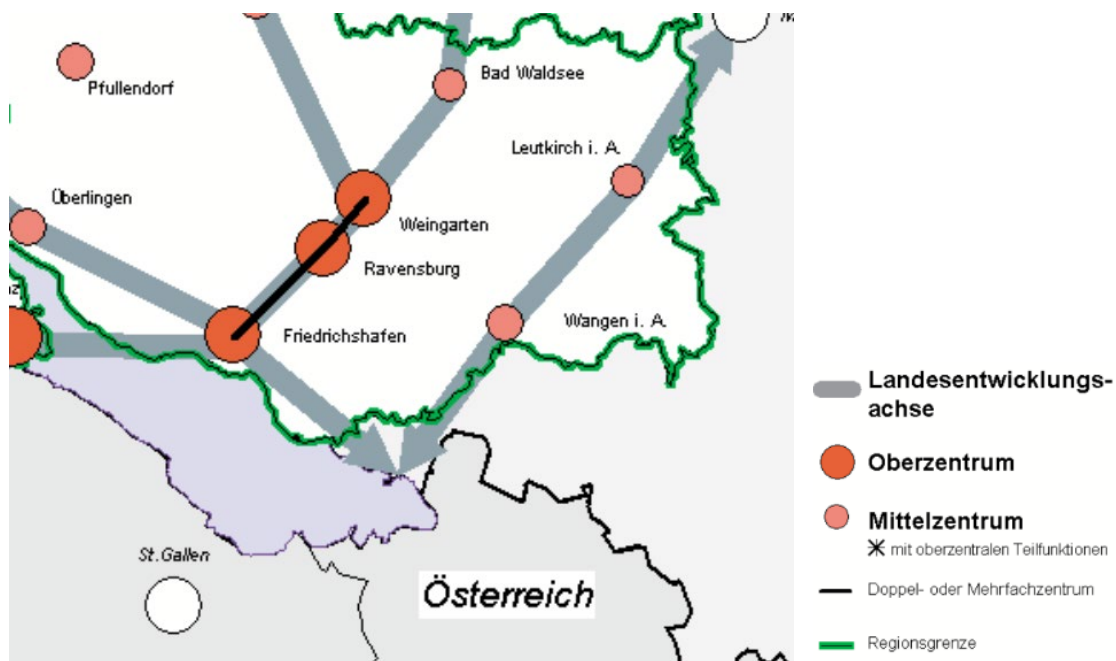 Bad Waldsee
Pfullendorf
Leutkirch i. A.
Überlingen
Weingarten
Ravensburg
Friedrichshafen
Wangen i. A.
St.Gallen
Österreich
Landesentwicklungs-
achse
Oberzentrum
Mittelzentrum
mit oberzentralen Teilfunktionen
Doppel- oder Mehrfachzentrum
Regionsgrenze